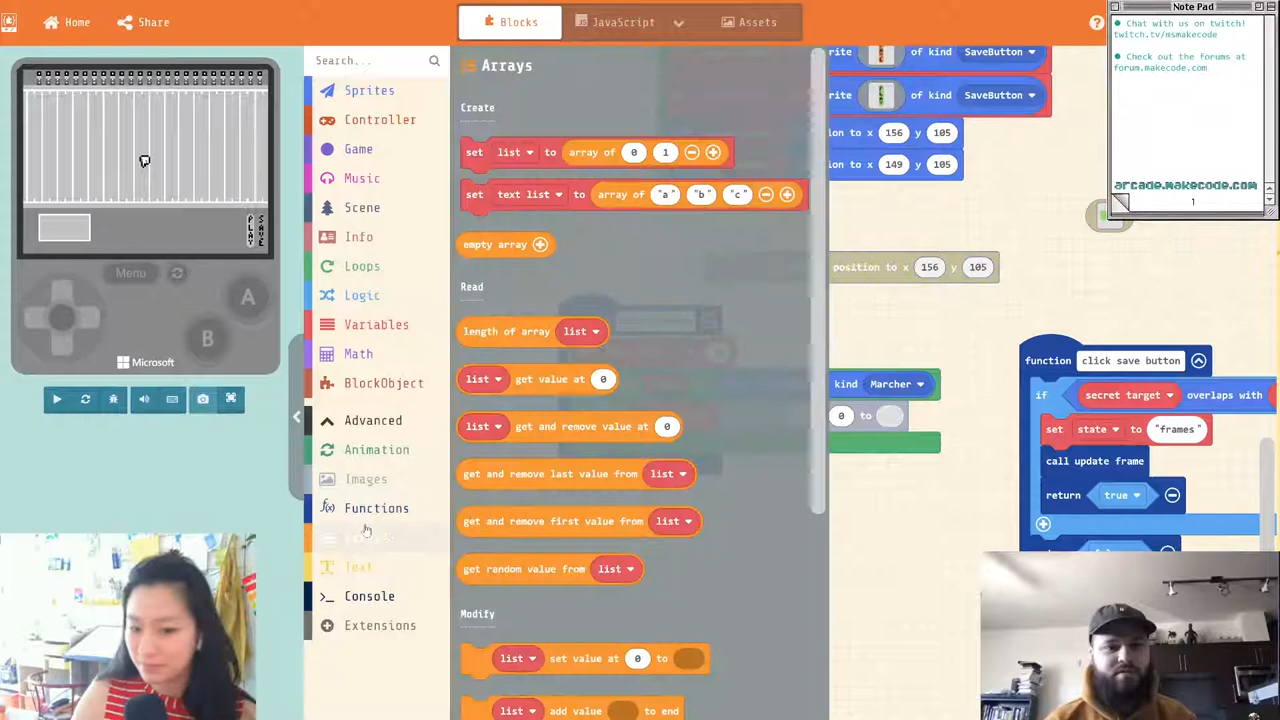 Home
Share
Blocks
JavaScript
Assets
?
Note Pad
Chat with us on twitch!
twitch.tv/msmakecode
Check out the forums at
forum.makecode.com
arcade.makecode.com
1
PLAY
SAVE
Menu
A
B
Microsoft
Search...
Sprites
Controller
Game
Music
Scene
Info
Loops
Logic
Variables
Math
BlockObject
Advanced
Animation
Images
Functions
Text
Console
Extensions
Arrays
Create
set list to array of 0 1
set text list to array of "a" "b" "c"
empty array
Read
length of array list
list get value at 0
list get and remove value at 0
get and remove last value from list
get and remove first value from list
get random value from list
Modify
list set value at 0 to
list add value to end
rite of kind SaveButton
rite of kind SaveButton
ion to x 156 y 105
ion to x 149 y 105
position to x 156 y 105
kind Marcher
0 to
function click save button
if secret target overlaps with
set state to "frames"
call update frame
return true